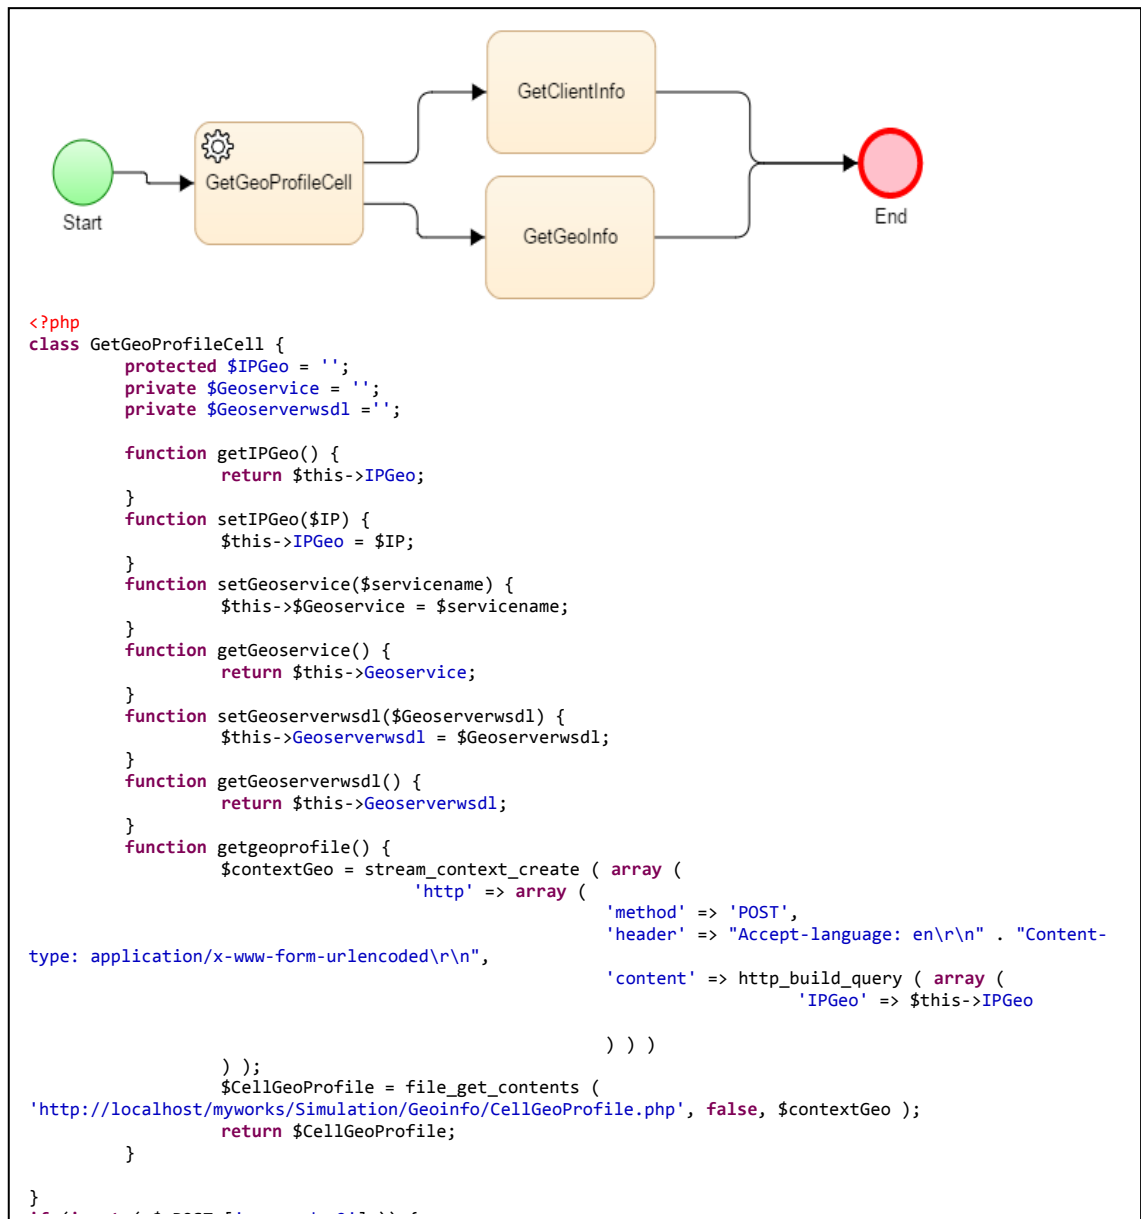 GetClientInfo
GetGeoProfileCell
Start
GetGeoInfo
End
<?php
class GetGeoProfileCell {
protected $IPGeo = '';
private $Geoservice = '';
private $Geoserverwsdl ='';
function getIPGeo() {
return $this->IPGeo;
}
function setIPGeo($IP) {
$this->IPGeo = $IP;
}
function setGeoservice($servicename) {
$this->$Geoservice = $servicename;
}
function getGeoservice() {
return $this->Geoservice;
}
function setGeoserverwsdl($Geoserverwsdl) {
$this->Geoserverwsdl = $Geoserverwsdl;
}
function getGeoserverwsdl() {
return $this->Geoserverwsdl;
}
function getgeoprofile() {
$contextGeo = stream_context_create ( array (
'http' => array (
'method' => 'POST',
'header' => "Accept-language: en\r\n" . "Content-
type: application/x-www-form-urlencoded\r\n",
'content' => http_build_query ( array (
'IPGeo' => $this->IPGeo
) ) )
) );
$CellGeoProfile = file_get_contents (
'http://localhost/myworks/Simulation/Geoinfo/CellGeoProfile.php', false, $contextGeo );
return $CellGeoProfile;
}
}